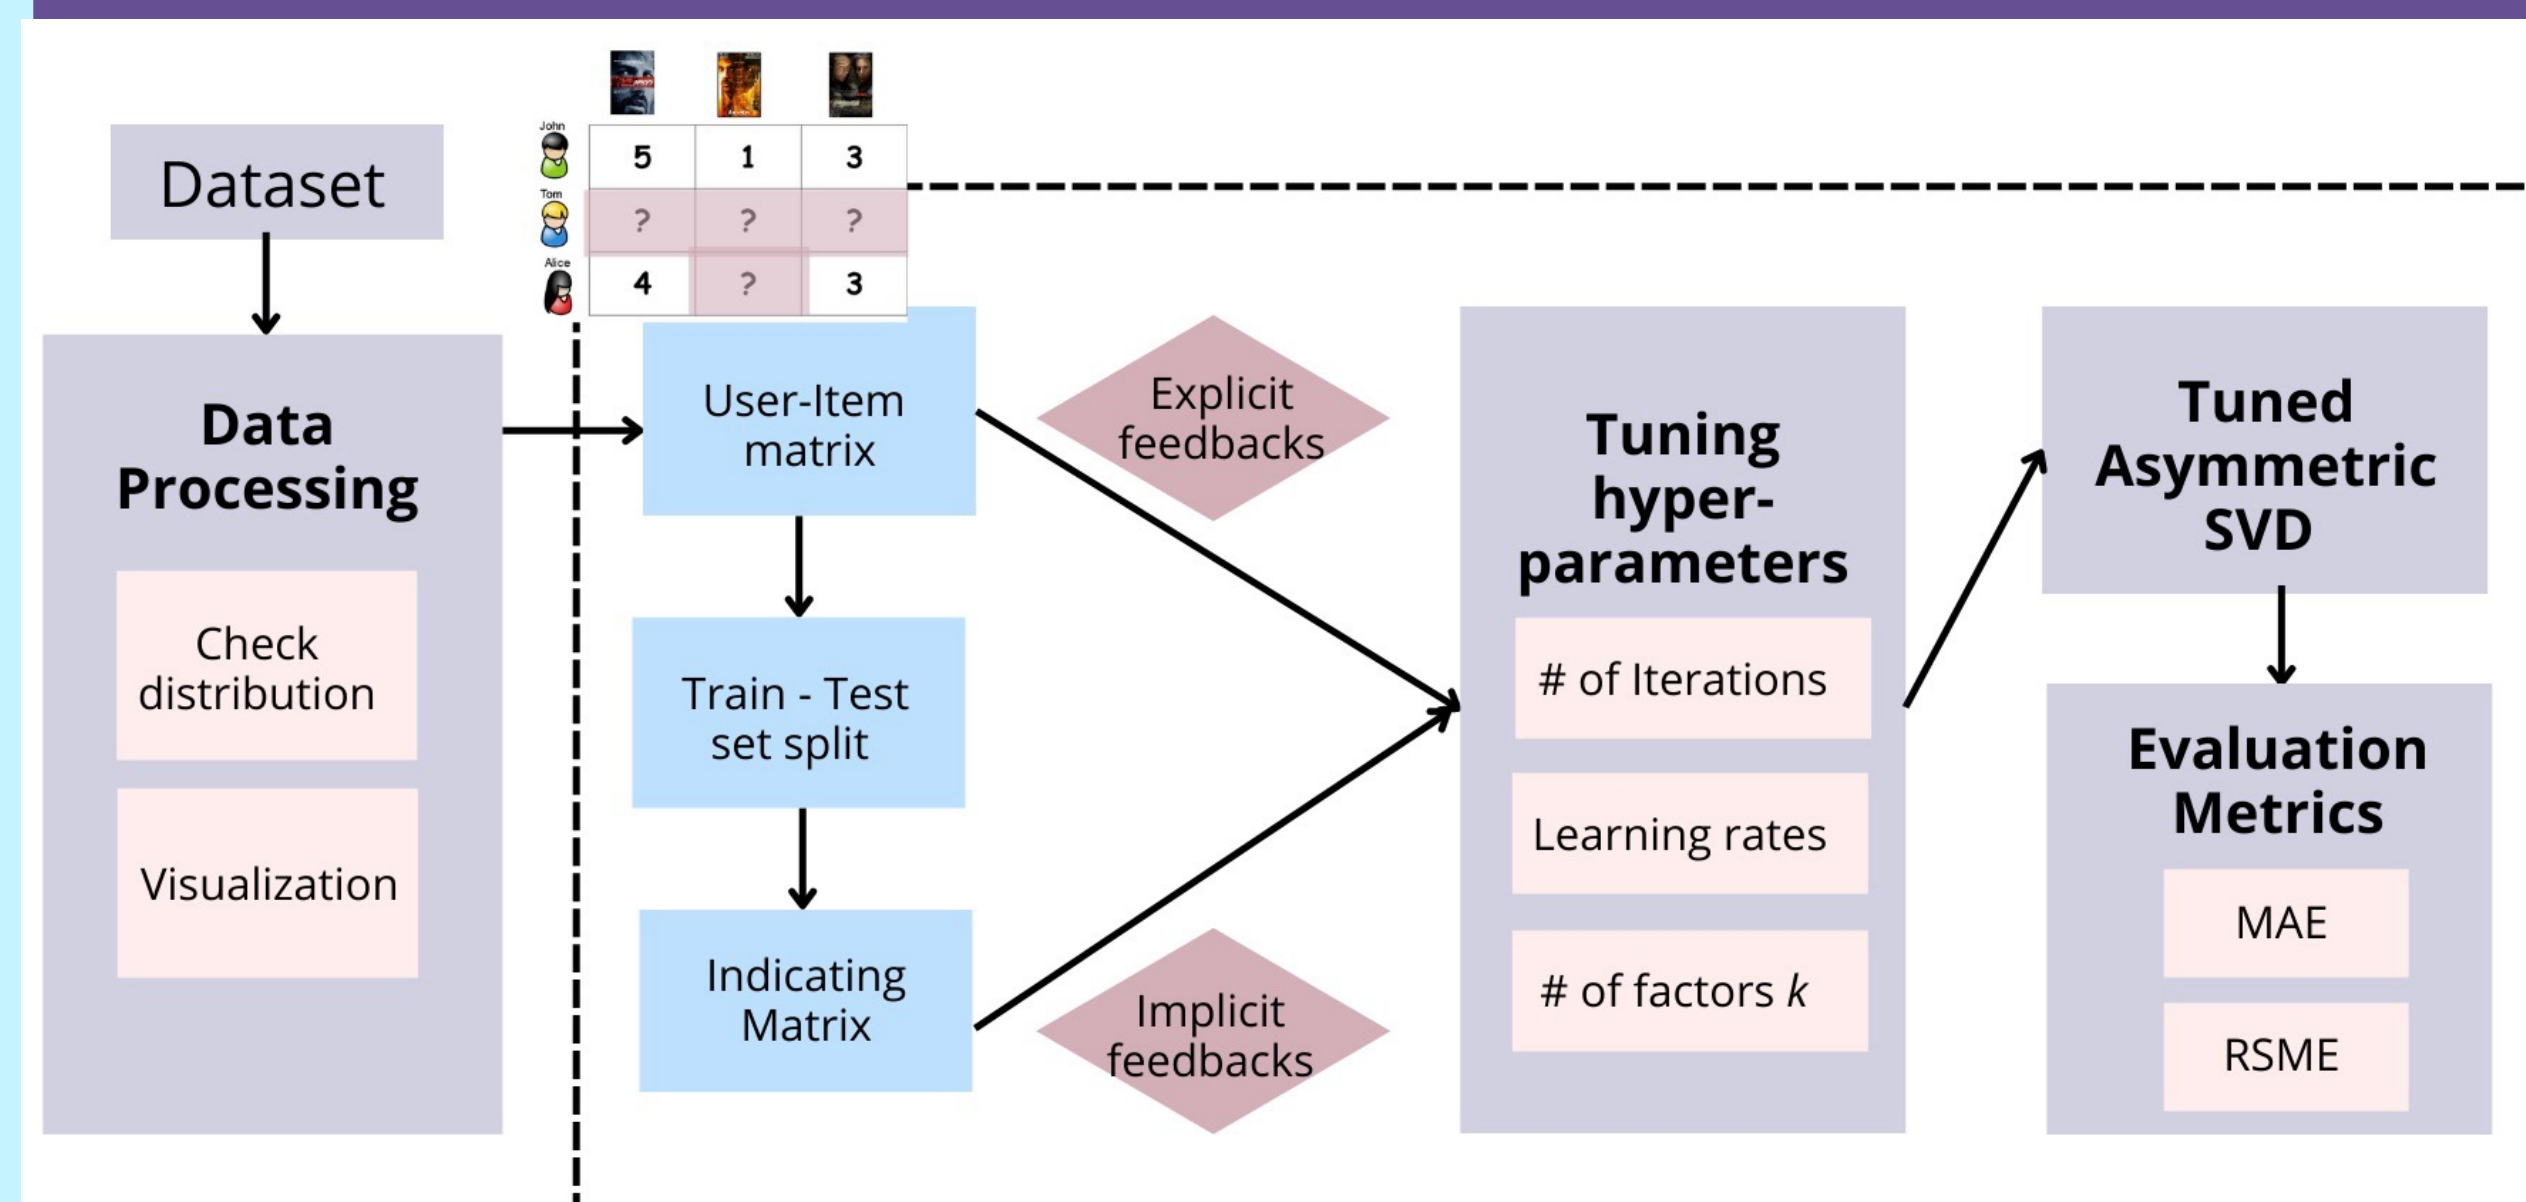 Dataset
John
5 1 3
Tom
? ? ?
Alice
4 ? 3
Data
Processing
Check
distribution
Visualization
User-Item
matrix
Train - Test
set split
Indicating
Matrix
Explicit
feedbacks
Implicit
feedbacks
Tuning
hyper-
parameters
# of Iterations
Learning rates
# of factors k
Tuned
Asymmetric
SVD
Evaluation
Metrics
MAE
RSME